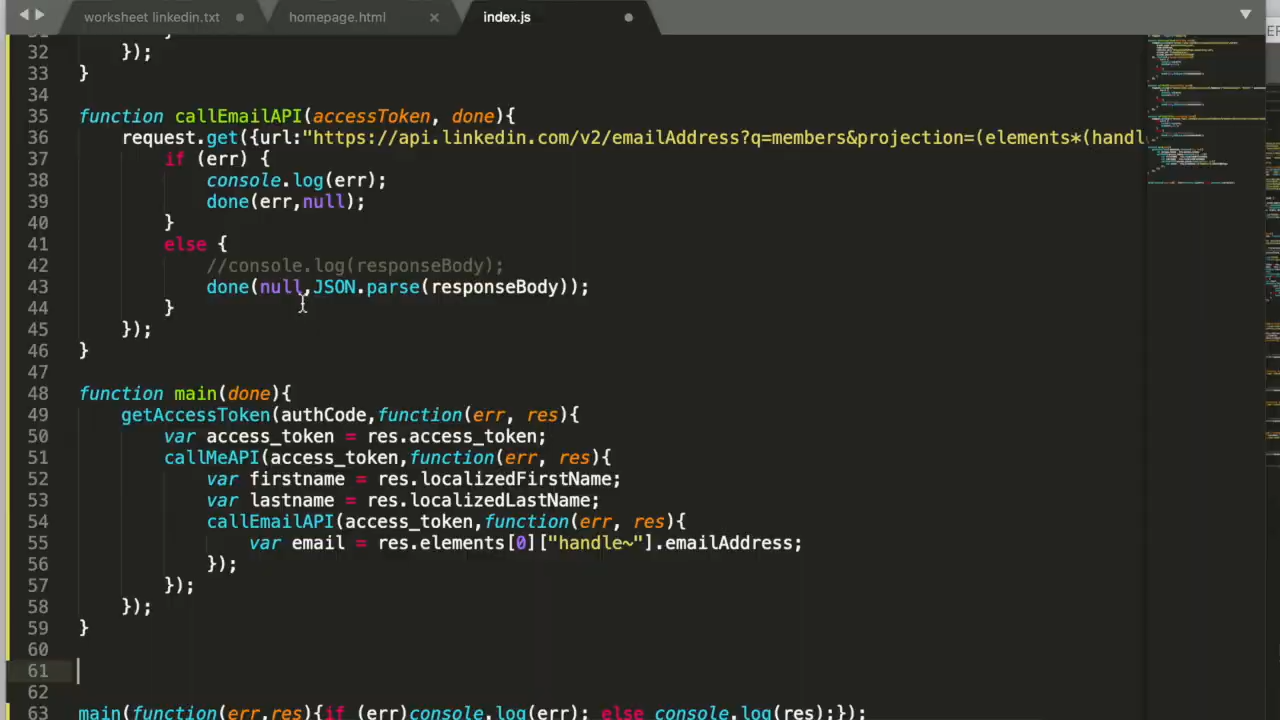 worksheet linkedin.txt
homepage.html
index.js
32 });
33 }
34
35 function callEmailAPI(accessToken, done){
36 request.get({url:"https://api.linkedin.com/v2/emailAddress?q=members&projection=(elements*(handl
37 if (err) {
38 console.log(err);
39 done(err,null);
40 }
41 else {
42 //console.log(responseBody);
43 done(null,JSON.parse(responseBody));
44 }
45 });
46 }
47
48 function main(done){
49 getAccessToken(authCode,function(err, res){
50 var access_token = res.access_token;
51 callMeAPI(access_token,function(err, res){
52 var firstname = res.localizedFirstName;
53 var lastname = res.localizedLastName;
54 callEmailAPI(access_token,function(err, res){
55 var email = res.elements[0]["handle~"].emailAddress;
56 });
57 });
58 });
59 }
60
61
62
63 main(function(err,res){if (err)console.log(err); else console.log(res);});